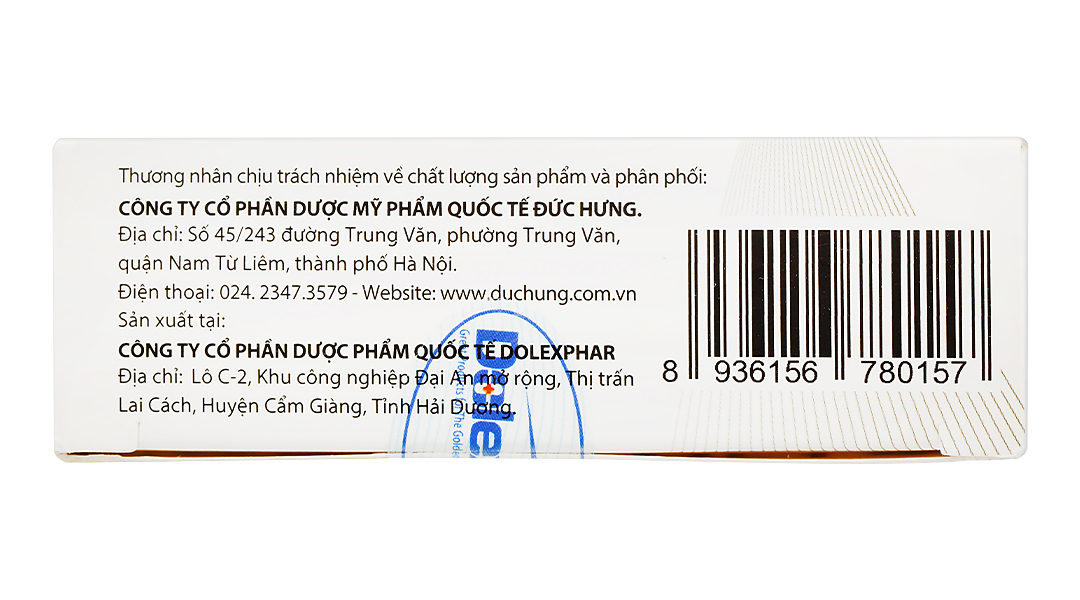 Thương nhân chịu trách nhiệm về chất lượng sản phẩm và phân phối:
CÔNG TY CỔ PHẦN DƯỢC MỸ PHẨM QUỐC TẾ ĐỨC HƯNG.
Địa chỉ: Số 45/243 đường Trung Văn, phường Trung Văn,
quận Nam Từ Liêm, thành phố Hà Nội.
Điện thoại: 024. 2347.3579 - Website: www.duchung.com.vn
Sản xuất tại:
CÔNG TY CỔ PHẦN DƯỢC PHẨM QUỐC TẾ DOLEXPHAR
Địa chỉ: Lô C-2, Khu công nghiệp Đại An mở rộng, Thị trấn
Lai Cách, Huyện Cẩm Giàng, Tỉnh Hải Dương.
8 936156 780157
Dole
The Golde